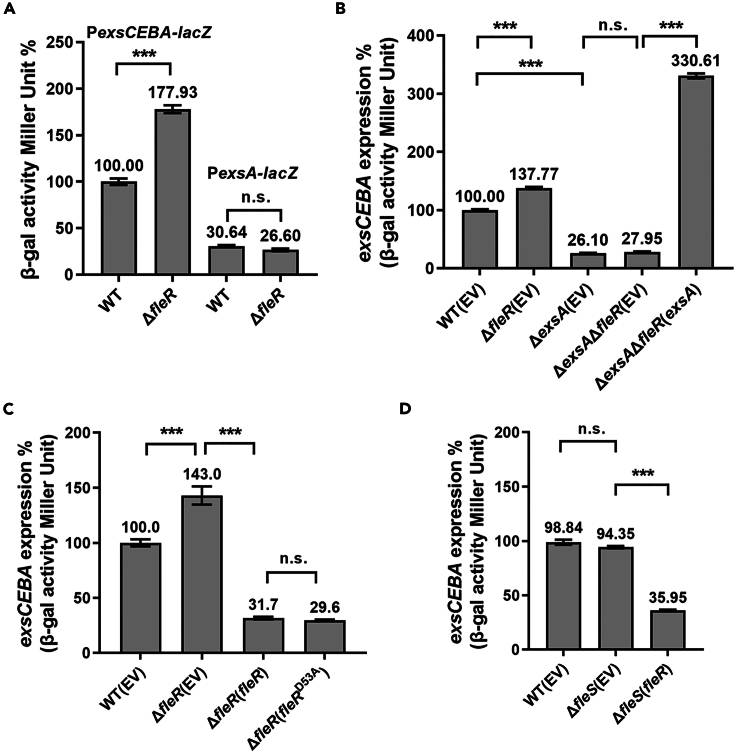 A
PexsCEBA-lacZ
β-gal activity Miller Unit %
250
200
150
100
50
0
***
177.93
100.00
PexsA-lacZ
n.s.
30.64
26.60
WT
ΔfleR
WT
ΔfleR
B
exsCEBA expression %
(β-gal activity Miller Unit)
400
300
200
100
0
***
n.s.
***
***
330.61
137.77
100.00
26.10
27.95
WT(EV)
ΔfleR(EV)
ΔexsA(EV)
ΔexsAΔfleR(EV)
ΔexsAΔfleR(exsA)
C
exsCEBA expression %
(β-gal activity Miller Unit)
200
150
100
50
0
***
***
143.0
100.0
n.s.
31.7
29.6
WT(EV)
ΔfleR(EV)
ΔfleR(fleR)
ΔfleR(fleRD53A)
D
exsCEBA expression %
(β-gal activity Miller Unit)
200
150
100
50
0
n.s.
***
98.84
94.35
35.95
WT(EV)
ΔfleS(EV)
ΔfleS(fleR)